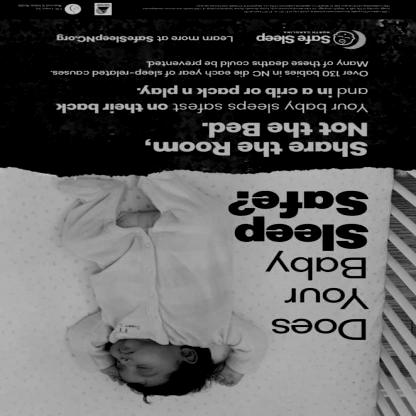 Does
Your
Baby
Sleep
Safe?
Share the Room,
Not the Bed.
Your baby sleeps safest on their back
and in a crib or pack n play.
Over 130 babies in NC die each year of sleep-related causes.
Many of these deaths could be prevented.
Safe Sleep
NORTH CAROLINA
Learn more at SafeSleepNC.org